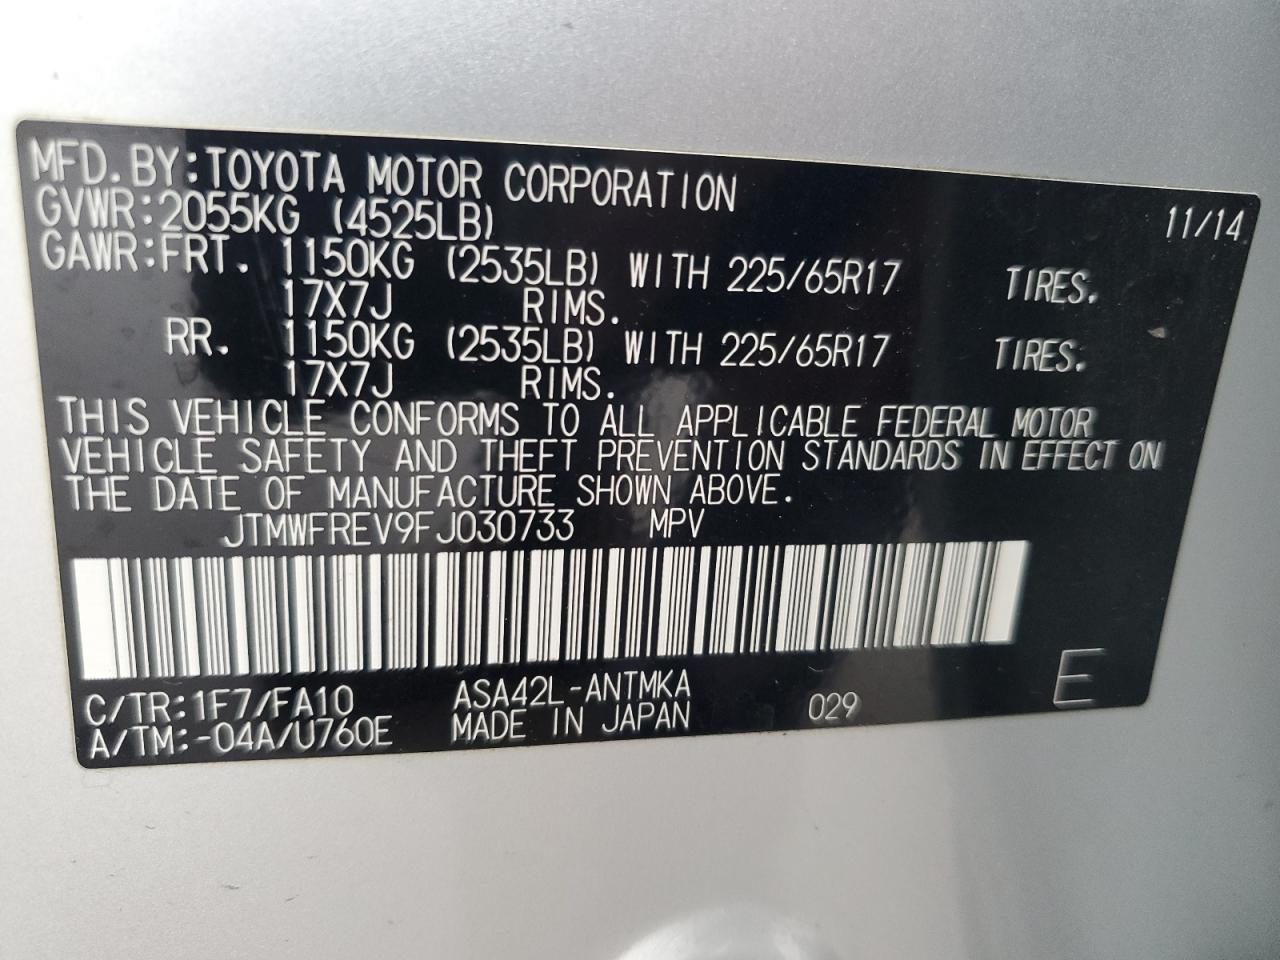 MFD.BY:TOYOTA MOTOR CORPORATION 11/14
GVWR:2055KG (4525LB)
GAWR:FRT. 1150KG (2535LB) WITH 225/65R17 TIRES.
17X7J RIMS.
RR. 1150KG (2535LB) WITH 225/65R17 TIRES.
17X7J RIMS.
THIS VEHICLE CONFORMS TO ALL APPLICABLE FEDERAL MOTOR
VEHICLE SAFETY AND THEFT PREVENTION STANDARDS IN EFFECT ON
THE DATE OF MANUFACTURE SHOWN ABOVE.
JTMWFREV9FJ030733 MPV
C/TR:1F7/FA10 ASA42L-ANTMKA 029 E
A/TM:-04A/U760E MADE IN JAPAN